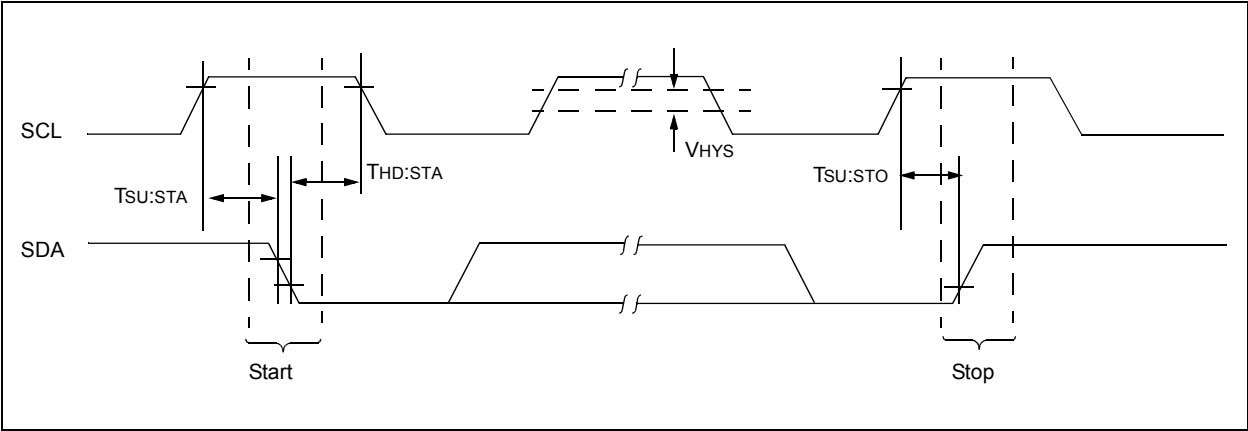 SCL
VHYS
THD:STA
TSU:STO
TSU:STA
SDA
Start
Stop